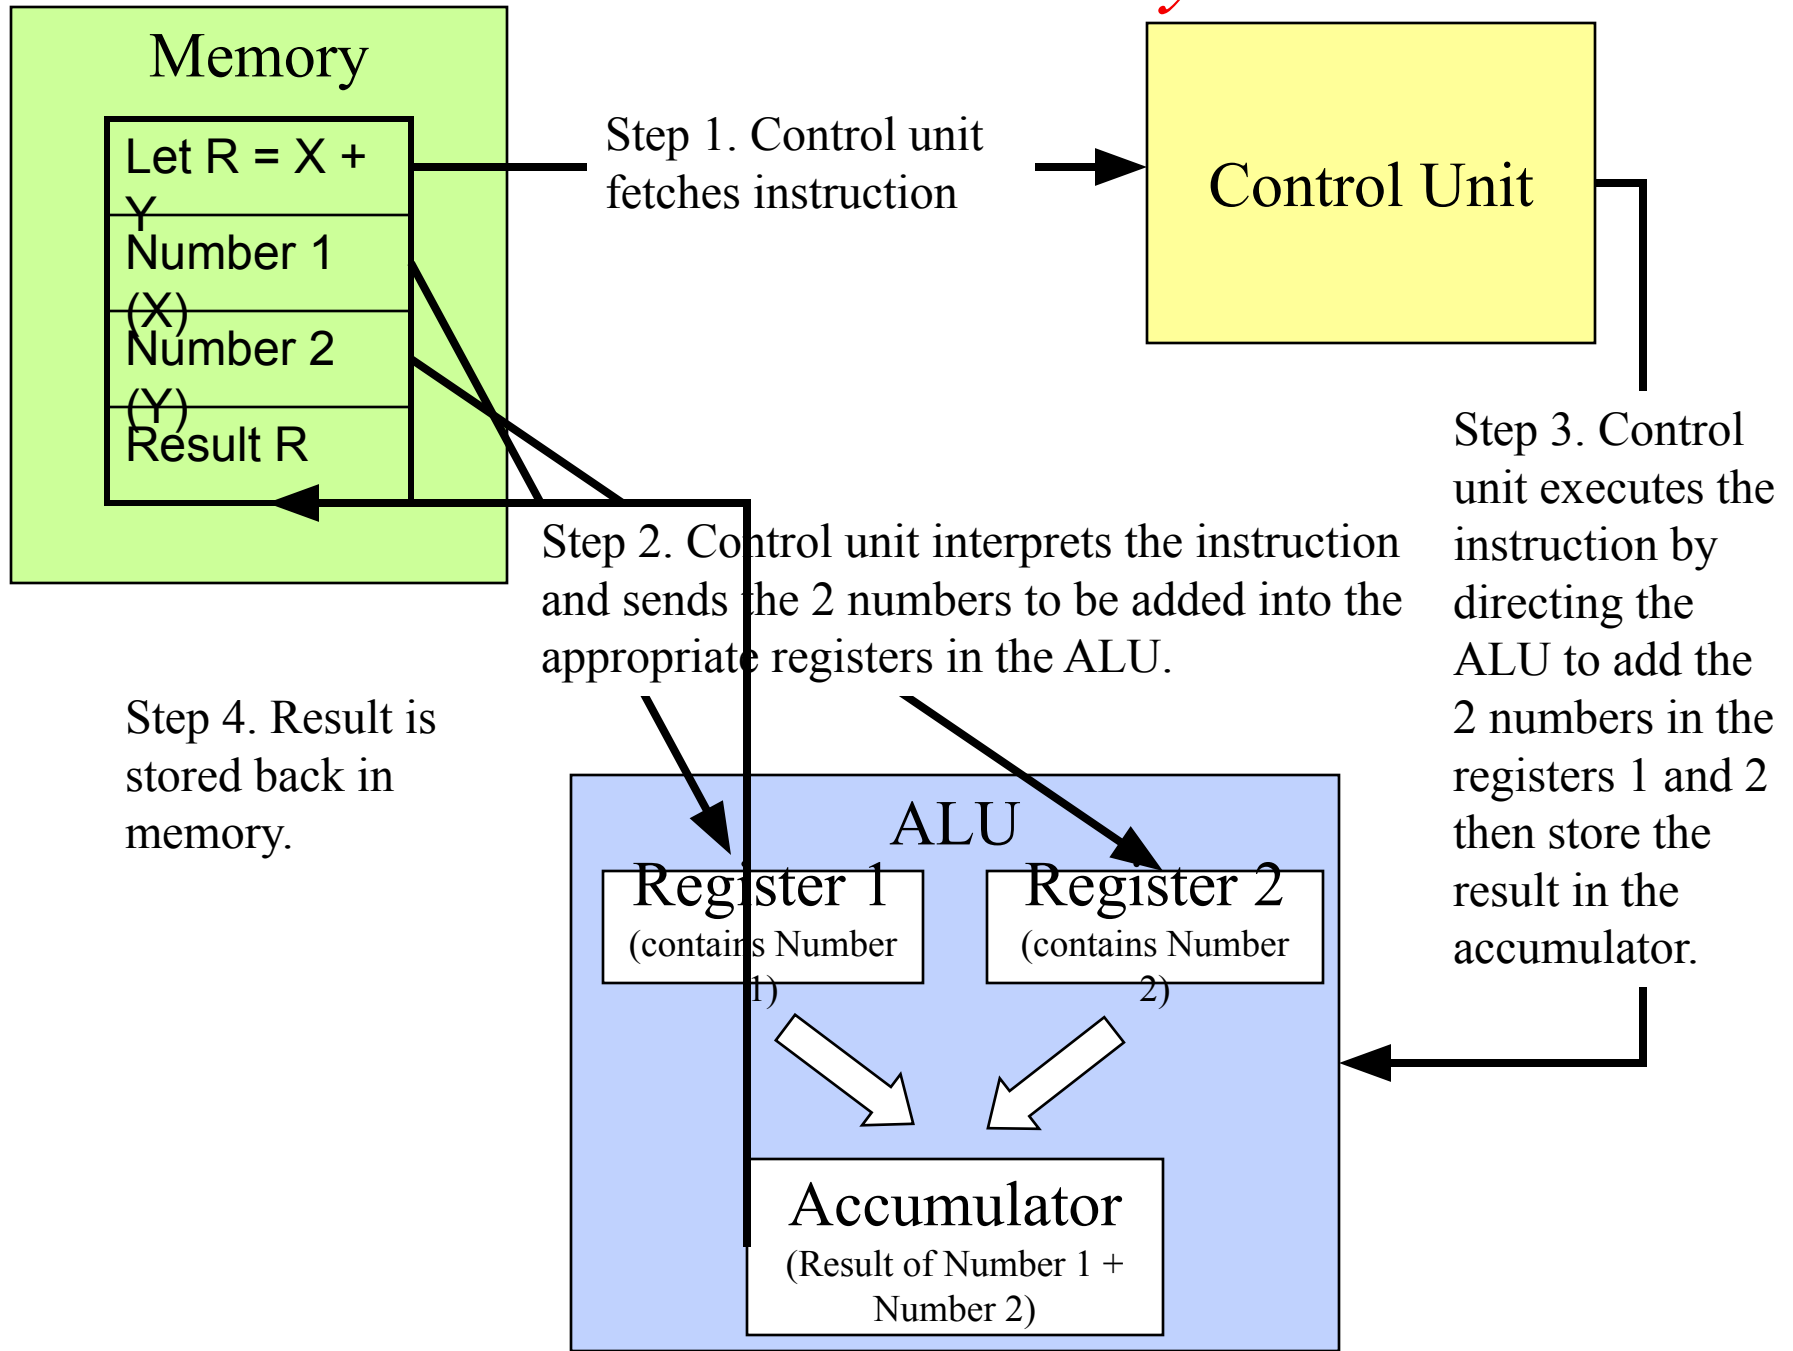 Memory
Let R = X +
Y
Number 1
(X)
Number 2
(Y)
Result R
Step 1. Control unit
fetches instruction
Control Unit
Step 2. Control unit interprets the instruction
and sends the 2 numbers to be added into the
appropriate registers in the ALU.
Step 3. Control
unit executes the
instruction by
directing the
ALU to add the
2 numbers in the
registers 1 and 2
then store the
result in the
accumulator.
Step 4. Result is
stored back in
memory.
ALU
Register 1
(contains Number
1)
Register 2
(contains Number
2)
Accumulator
(Result of Number 1 +
Number 2)